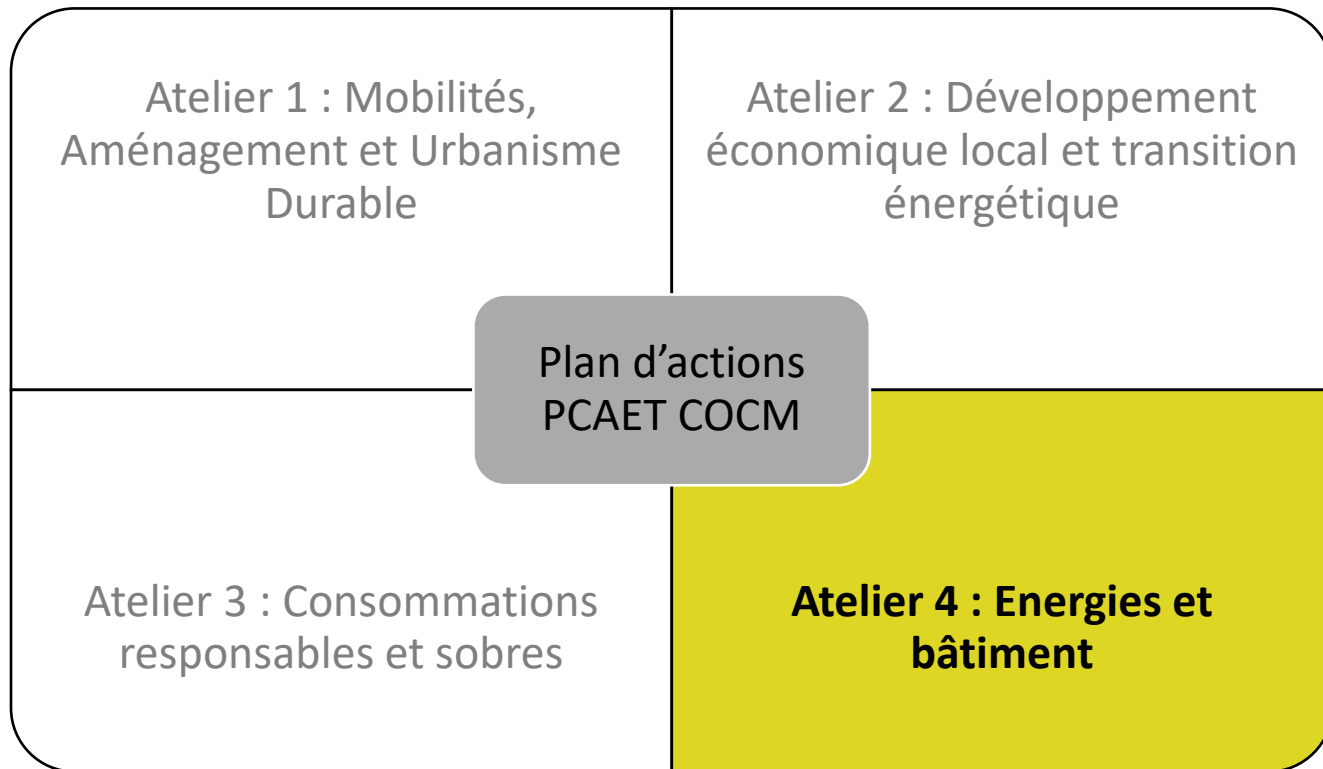 Atelier 1 : Mobilités,
Aménagement et Urbanisme
Durable
Atelier 2 : Développement
économique local et transition
énergétique
Plan d’actions
PCAET COCM
Atelier 3 : Consommations
responsables et sobres
Atelier 4 : Energies et
bâtiment